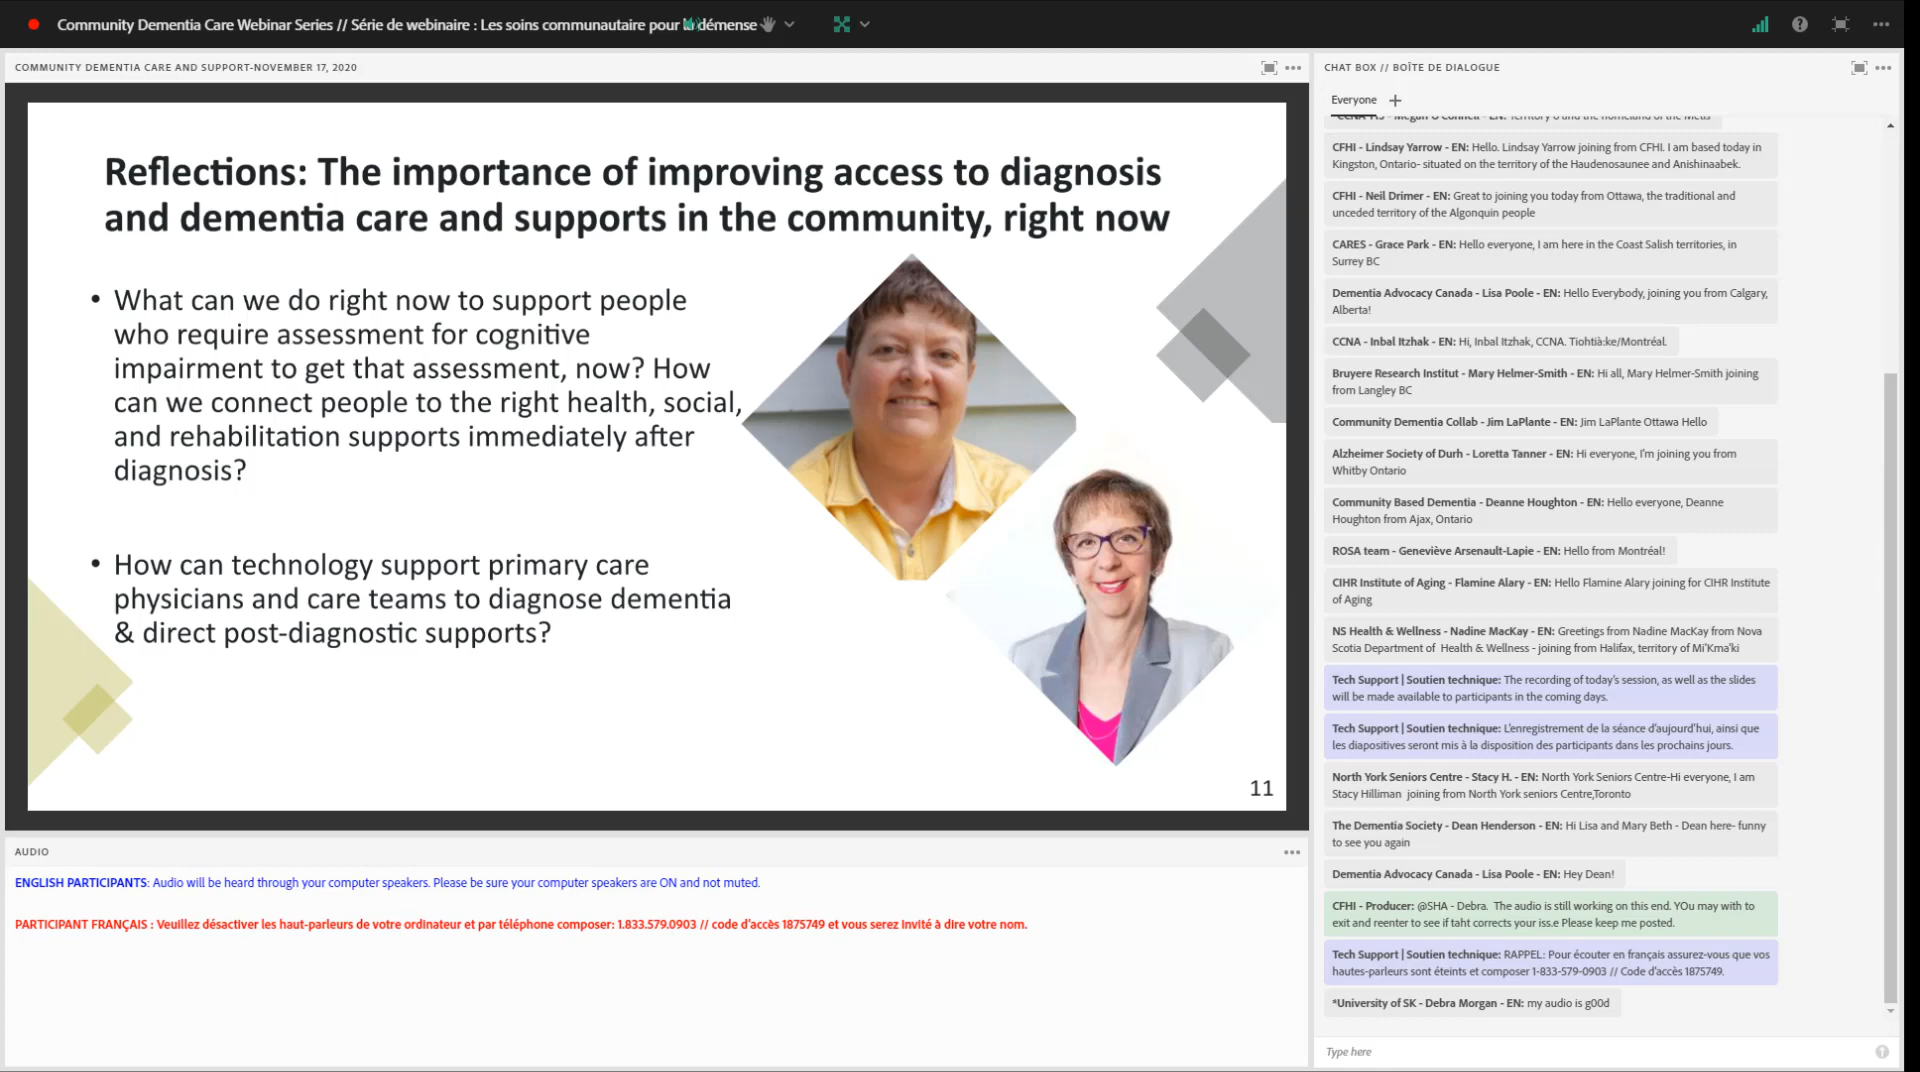 Community Dementia Care Webinar Series // Série de webinaire : Les soins communautaire pour la démense
COMMUNITY DEMENTIA CARE AND SUPPORT-NOVEMBER 17, 2020
Reflections: The importance of improving access to diagnosis
and dementia care and supports in the community, right now
• What can we do right now to support people
who require assessment for cognitive
impairment to get that assessment, now? How
can we connect people to the right health, social,
and rehabilitation supports immediately after
diagnosis?
• How can technology support primary care
physicians and care teams to diagnose dementia
& direct post-diagnostic supports?
11
AUDIO
ENGLISH PARTICIPANTS: Audio will be heard through your computer speakers. Please be sure your computer speakers are ON and not muted.
PARTICIPANT FRANÇAIS : Veuillez désactiver les haut-parleurs de votre ordinateur et par téléphone composer: 1.833.579.0903 // code d'accès 1875749 et vous serez invité à dire votre nom.
CHAT BOX // BOÎTE DE DIALOGUE
Everyone
Megan O'Connell - EN: Territory 6 and the homeland of the Metis
CFHI - Lindsay Yarrow - EN: Hello. Lindsay Yarrow joining from CFHI. I am based today in
Kingston, Ontario- situated on the territory of the Haudenosaunee and Anishinaabek.
CFHI - Neil Drimer - EN: Great to joining you today from Ottawa, the traditional and
unceded territory of the Algonquin people
CARES - Grace Park - EN: Hello everyone, I am here in the Coast Salish territories, in
Surrey BC
Dementia Advocacy Canada - Lisa Poole - EN: Hello Everybody, joining you from Calgary,
Alberta!
CCNA - Inbal Itzhak - EN: Hi, Inbal Itzhak, CCNA. Tiohtià:ke/Montréal.
Bruyere Research Institut - Mary Helmer-Smith - EN: Hi all, Mary Helmer-Smith joining
from Langley BC
Community Dementia Collab - Jim LaPlante - EN: Jim LaPlante Ottawa Hello
Alzheimer Society of Durh - Loretta Tanner - EN: Hi everyone, I'm joining you from
Whitby Ontario
Community Based Dementia - Deanne Houghton - EN: Hello everyone, Deanne
Houghton from Ajax, Ontario
ROSA team - Geneviève Arsenault-Lapie - EN: Hello from Montréal!
CIHR Institute of Aging - Flamine Alary - EN: Hello Flamine Alary joining for CIHR Institute
of Aging
NS Health & Wellness - Nadine MacKay - EN: Greetings from Nadine MacKay from Nova
Scotia Department of Health & Wellness - joining from Halifax, territory of Mi'Kma'ki
Tech Support | Soutien technique: The recording of today's session, as well as the slides
will be made available to participants in the coming days.
Tech Support | Soutien technique: L'enregistrement de la séance d'aujourd'hui, ainsi que
les diapositives seront mis à la disposition des participants dans les prochains jours.
North York Seniors Centre - Stacy H. - EN: North York Seniors Centre-Hi everyone, I am
Stacy Hilliman joining from North York seniors Centre,Toronto
The Dementia Society - Dean Henderson - EN: Hi Lisa and Mary Beth - Dean here- funny
to see you again
Dementia Advocacy Canada - Lisa Poole - EN: Hey Dean!
CFHI - Producer: @SHA - Debra. The audio is still working on this end. YOu may with to
exit and reenter to see if taht corrects your iss.e Please keep me posted.
Tech Support | Soutien technique: RAPPEL: Pour écouter en français assurez-vous que vos
hautes-parleurs sont éteints et composer 1-833-579-0903 // Code d'accès 1875749.
*University of SK - Debra Morgan - EN: my audio is g00d
Type here